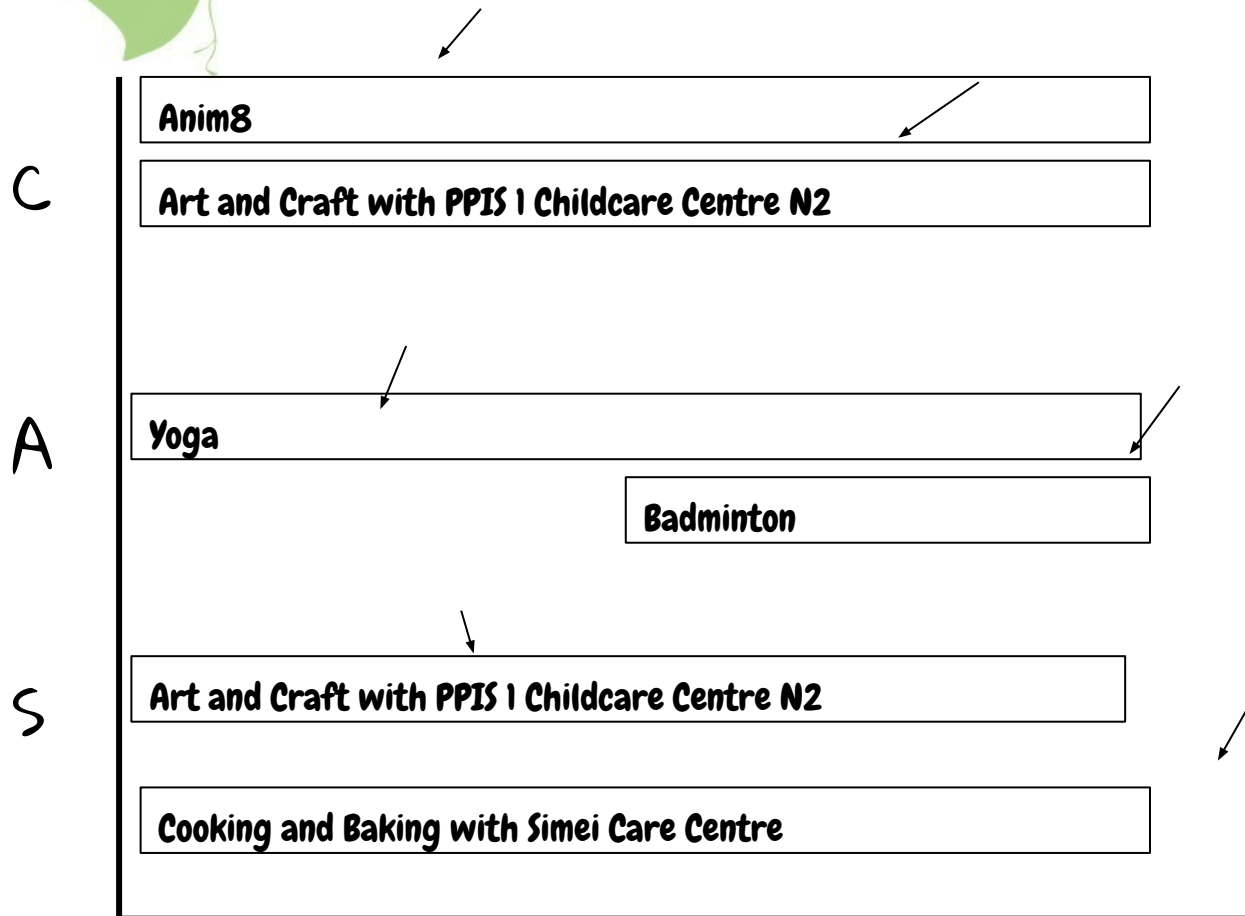 Anim8
C
Art and Craft with PPIS 1 Childcare Centre N2
A
Yoga
Badminton
S
Art and Craft with PPIS 1 Childcare Centre N2
Cooking and Baking with Simei Care Centre